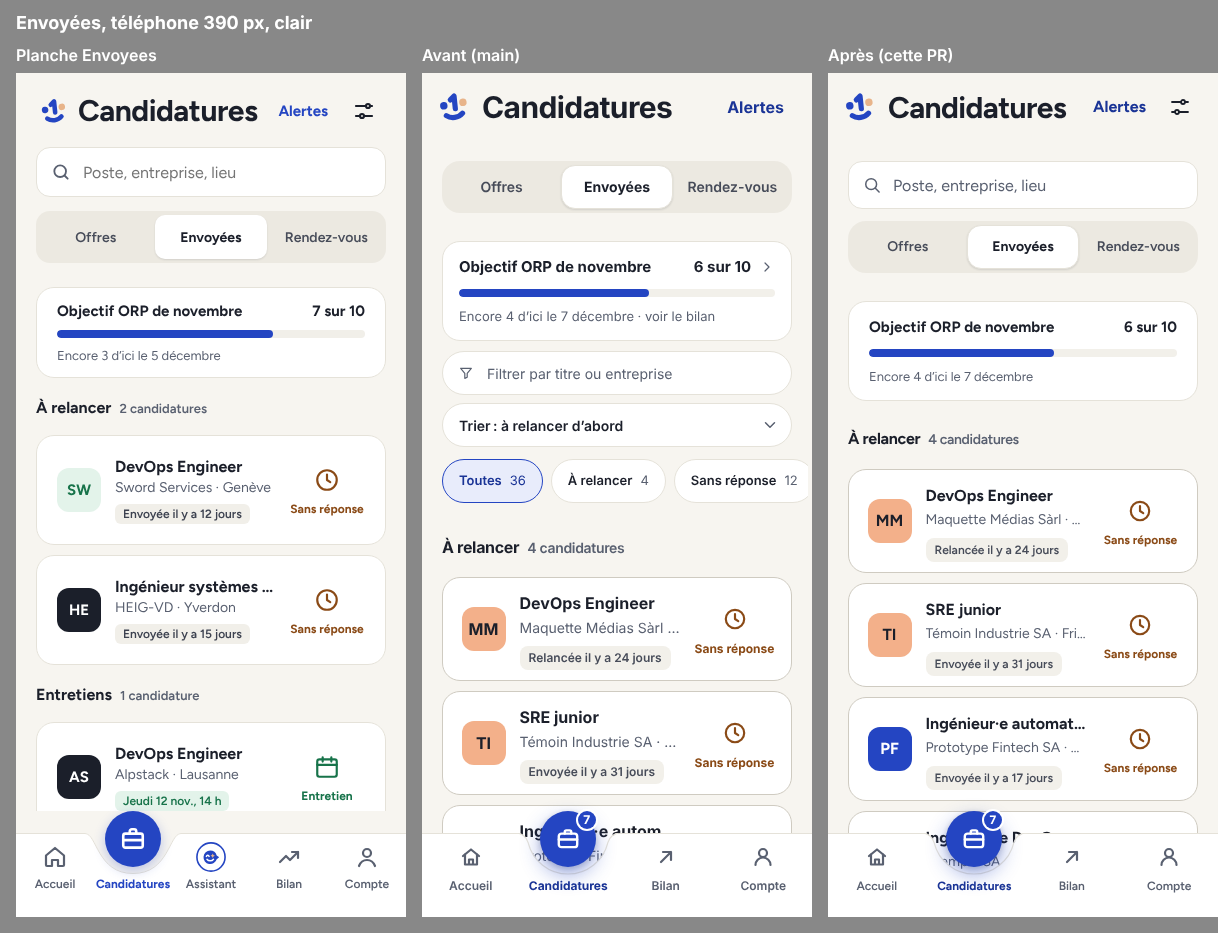 Envoyées, téléphone 390 px, clair
Planche Envoyees
Candidatures
Alertes
Poste, entreprise, lieu
Offres
Envoyées
Rendez-vous
Objectif ORP de novembre
7 sur 10
Encore 3 d’ici le 5 décembre
À relancer 2 candidatures
SW
DevOps Engineer
Sword Services · Genève
Envoyée il y a 12 jours
Sans réponse
HE
Ingénieur systèmes ...
HEIG-VD · Yverdon
Envoyée il y a 15 jours
Sans réponse
Entretiens 1 candidature
AS
DevOps Engineer
Alpstack · Lausanne
Jeudi 12 nov., 14 h
Entretien
Accueil
Candidatures
Assistant
Bilan
Compte
Avant (main)
Candidatures
Alertes
Offres
Envoyées
Rendez-vous
Objectif ORP de novembre
6 sur 10
Encore 4 d’ici le 7 décembre · voir le bilan
Filtrer par titre ou entreprise
Trier : à relancer d’abord
Toutes 36
À relancer 4
Sans réponse 12
À relancer 4 candidatures
MM
DevOps Engineer
Maquette Médias Sàrl ...
Relancée il y a 24 jours
Sans réponse
TI
SRE junior
Témoin Industrie SA · ...
Envoyée il y a 31 jours
Sans réponse
7
Accueil
Candidatures
Bilan
Compte
Après (cette PR)
Candidatures
Alertes
Poste, entreprise, lieu
Offres
Envoyées
Rendez-vous
Objectif ORP de novembre
6 sur 10
Encore 4 d’ici le 7 décembre
À relancer 4 candidatures
MM
DevOps Engineer
Maquette Médias Sàrl · ...
Relancée il y a 24 jours
Sans réponse
TI
SRE junior
Témoin Industrie SA · Fri...
Envoyée il y a 31 jours
Sans réponse
PF
Ingénieur·e automat...
Prototype Fintech SA · ...
Envoyée il y a 17 jours
Sans réponse
7
Accueil
Candidatures
Bilan
Compte